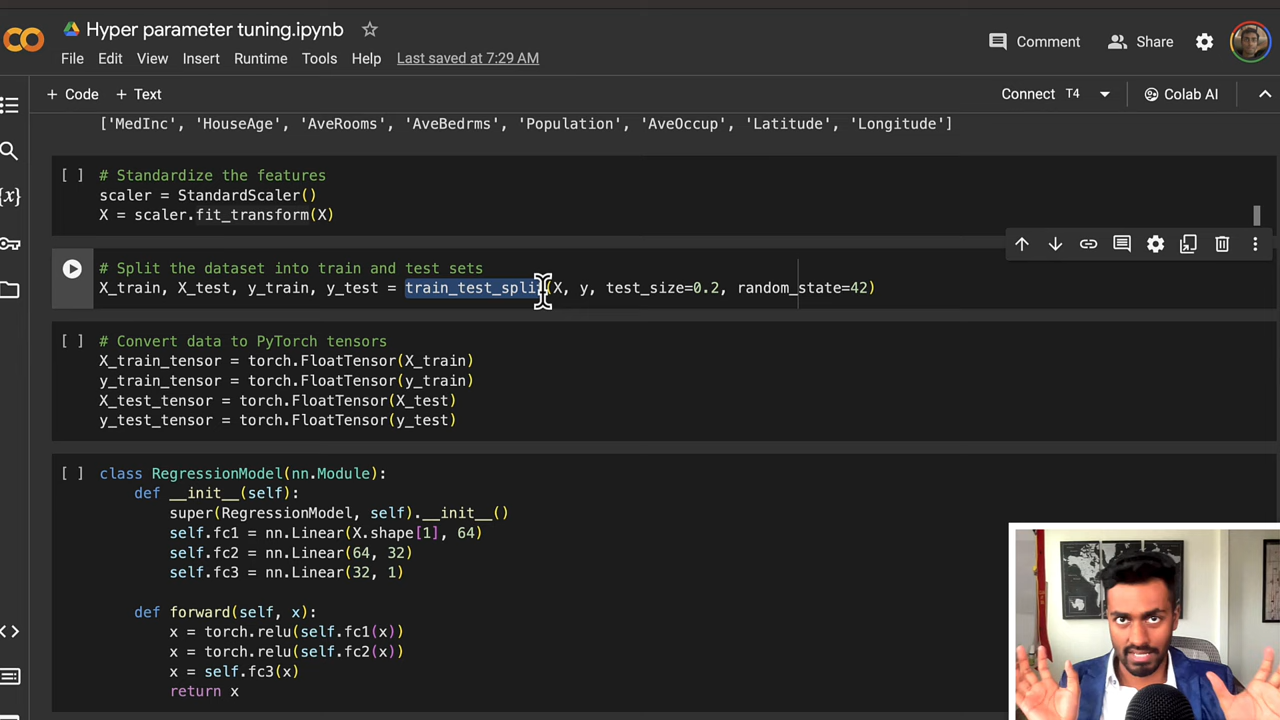 Hyper parameter tuning.ipynb
Comment
Share
File Edit View Insert Runtime Tools Help Last saved at 7:29 AM
+ Code + Text
Connect T4
Colab AI
['MedInc', 'HouseAge', 'AveRooms', 'AveBedrms', 'Population', 'AveOccup', 'Latitude', 'Longitude']
[ ] # Standardize the features
scaler = StandardScaler()
X = scaler.fit_transform(X)
# Split the dataset into train and test sets
X_train, X_test, y_train, y_test = train_test_split(X, y, test_size=0.2, random_state=42)
[ ] # Convert data to PyTorch tensors
X_train_tensor = torch.FloatTensor(X_train)
y_train_tensor = torch.FloatTensor(y_train)
X_test_tensor = torch.FloatTensor(X_test)
y_test_tensor = torch.FloatTensor(y_test)
[ ] class RegressionModel(nn.Module):
def __init__(self):
super(RegressionModel, self).__init__()
self.fc1 = nn.Linear(X.shape[1], 64)
self.fc2 = nn.Linear(64, 32)
self.fc3 = nn.Linear(32, 1)
def forward(self, x):
x = torch.relu(self.fc1(x))
x = torch.relu(self.fc2(x))
x = self.fc3(x)
return x